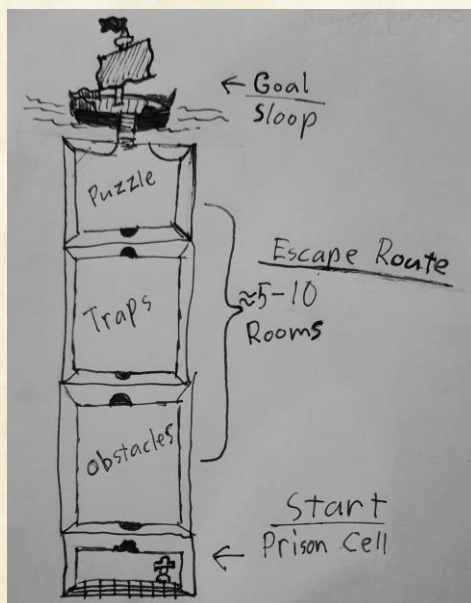 ← Goal
Sloop
Puzzle
Escape Route
≈5-10
Rooms
Traps
Obstacles
Start
← Prison Cell